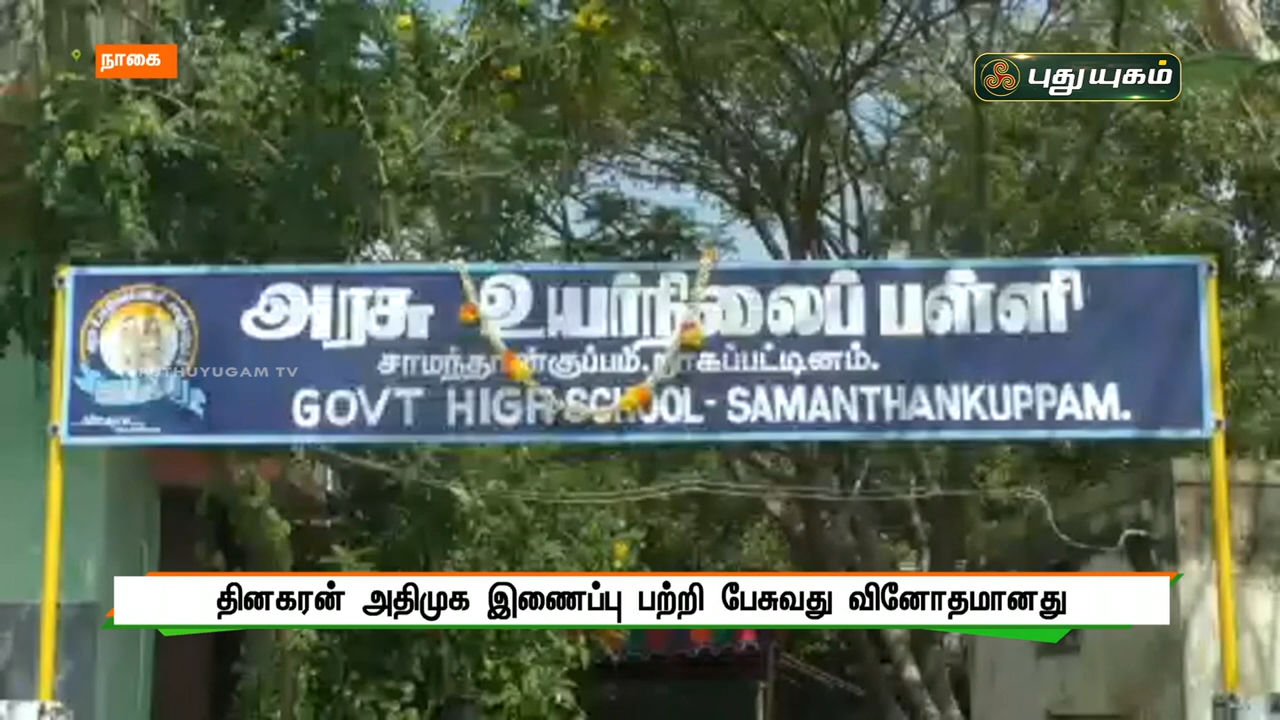 நாகை
புதுயுகம்
அரசு உயர்நிலைப் பள்ளி
சாமந்தான்குப்பம். நாகப்பட்டினம்.
PUTHUYUGAM TV
GOVT HIGH SCHOOL - SAMANTHANKUPPAM.
தினகரன் அதிமுக இணைப்பு பற்றி பேசுவது வினோதமானது